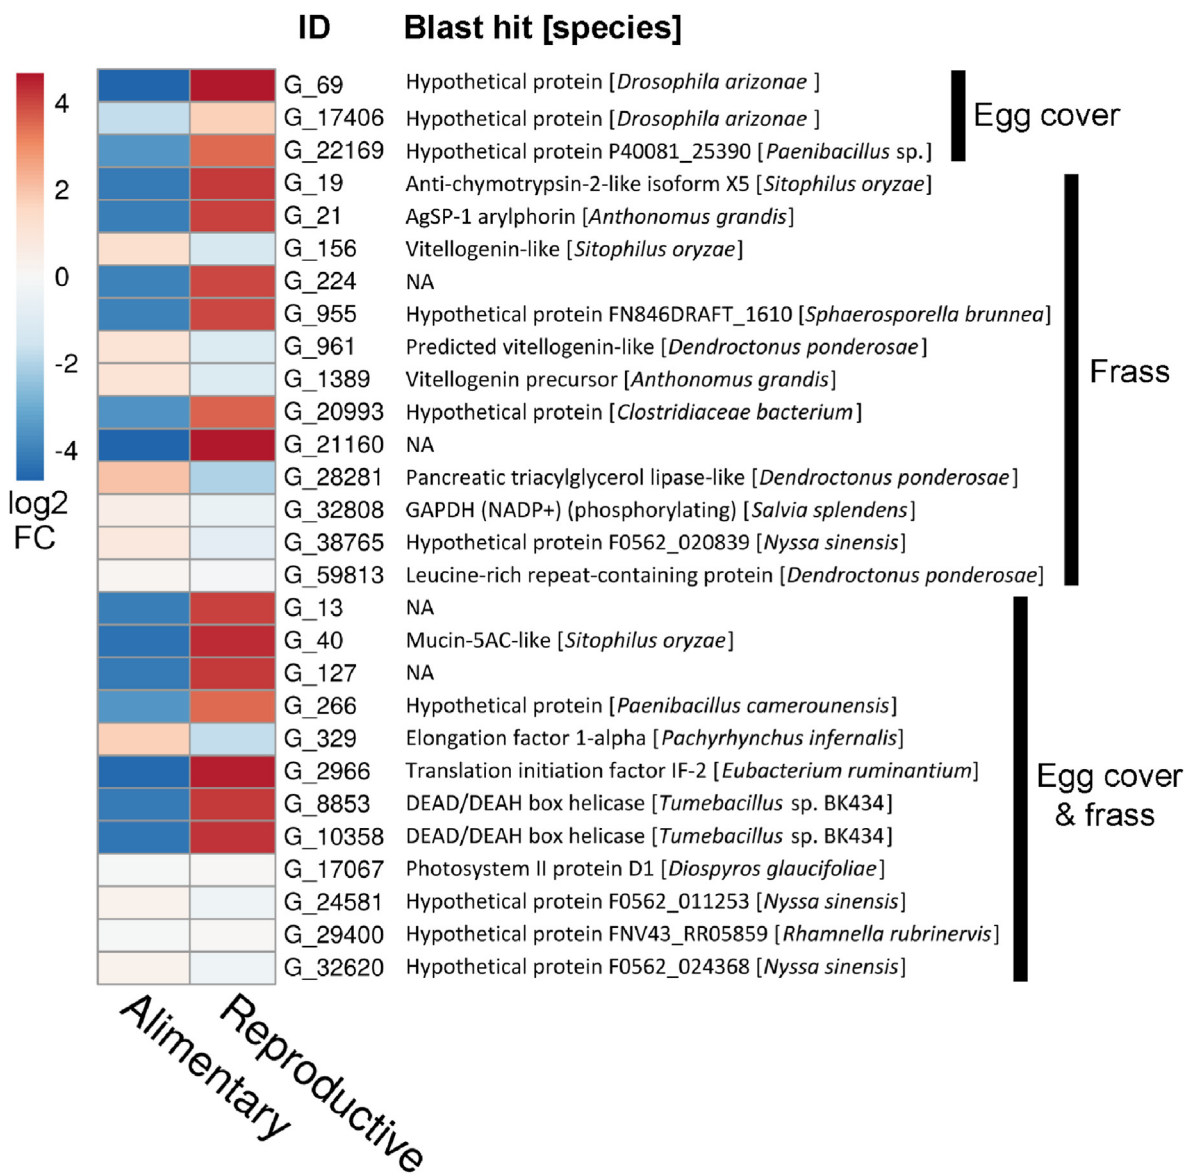 ID Blast hit [species]
G_69 Hypothetical protein [Drosophila arizonae ]
G_17406 Hypothetical protein [Drosophila arizonae ]
G_22169 Hypothetical protein P40081_25390 [Paenibacillus sp.]
Egg cover
G_19 Anti-chymotrypsin-2-like isoform X5 [Sitophilus oryzae]
G_21 AgSP-1 arylphorin [Anthonomus grandis]
G_156 Vitellogenin-like [Sitophilus oryzae]
G_224 NA
G_955 Hypothetical protein FN846DRAFT_1610 [Sphaerosporella brunnea]
G_961 Predicted vitellogenin-like [Dendroctonus ponderosae]
G_1389 Vitellogenin precursor [Anthonomus grandis]
G_20993 Hypothetical protein [Clostridiaceae bacterium]
G_21160 NA
G_28281 Pancreatic triacylglycerol lipase-like [Dendroctonus ponderosae]
G_32808 GAPDH (NADP+) (phosphorylating) [Salvia splendens]
G_38765 Hypothetical protein F0562_020839 [Nyssa sinensis]
G_59813 Leucine-rich repeat-containing protein [Dendroctonus ponderosae]
Frass
G_13 NA
G_40 Mucin-5AC-like [Sitophilus oryzae]
G_127 NA
G_266 Hypothetical protein [Paenibacillus camerounensis]
G_329 Elongation factor 1-alpha [Pachyrhynchus infernalis]
G_2966 Translation initiation factor IF-2 [Eubacterium ruminantium]
G_8853 DEAD/DEAH box helicase [Tumebacillus sp. BK434]
G_10358 DEAD/DEAH box helicase [Tumebacillus sp. BK434]
G_17067 Photosystem II protein D1 [Diospyros glaucifoliae]
G_24581 Hypothetical protein F0562_011253 [Nyssa sinensis]
G_29400 Hypothetical protein FNV43_RR05859 [Rhamnella rubrinervis]
G_32620 Hypothetical protein F0562_024368 [Nyssa sinensis]
Egg cover
& frass
4
2
0
-2
-4
log2
FC
Alimentary
Reproductive